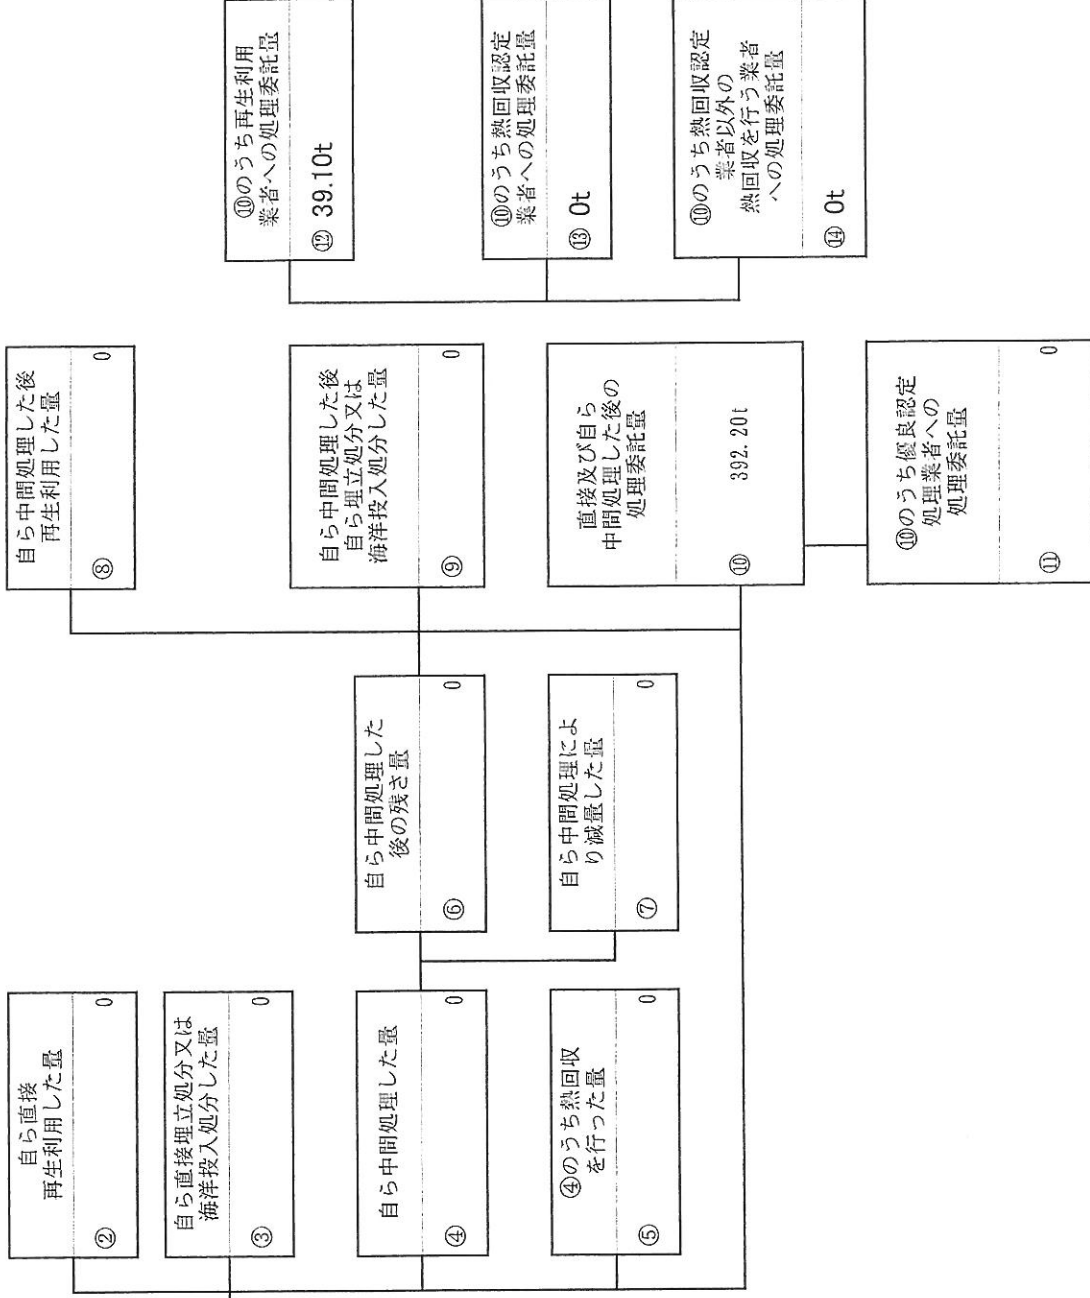 自ら直接
再生利用した量
②
0
自ら直接埋立処分又は
海洋投入処分した量
③
0
自ら中間処理した量
④
0
④のうち熱回収
を行った量
⑤
0
自ら中間処理した
後の残さ量
⑥
0
自ら中間処理によ
り減量した量
⑦
0
自ら中間処理した後
再生利用した量
⑧
0
自ら中間処理した後
自ら埋立処分又は
海洋投入処分した量
⑨
0
直接及び自ら
中間処理した後の
処理委託量
⑩
392.20t
⑩のうち優良認定
処理業者への
処理委託量
⑪
0
⑩のうち再生利用
業者への処理委託量
⑫ 39.10t
⑩のうち熱回収認定
業者への処理委託量
⑬ 0t
⑩のうち熱回収認定
業者以外の
熱回収を行う業者
への処理委託量
⑭ 0t